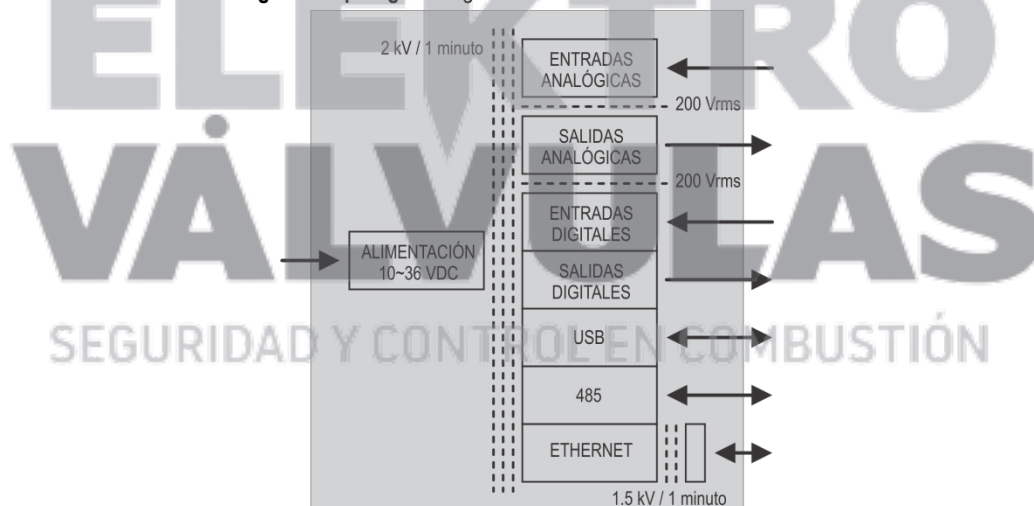 ELEKTRO
VÁLVULAS
SEGURIDAD Y CONTROL EN COMBUSTIÓN
2 kV / 1 minuto
ENTRADAS
ANALÓGICAS
200 Vrms
SALIDAS
ANALÓGICAS
200 Vrms
ENTRADAS
DIGITALES
ALIMENTACIÓN
10~36 VDC
SALIDAS
DIGITALES
USB
485
ETHERNET
1.5 kV / 1 minuto